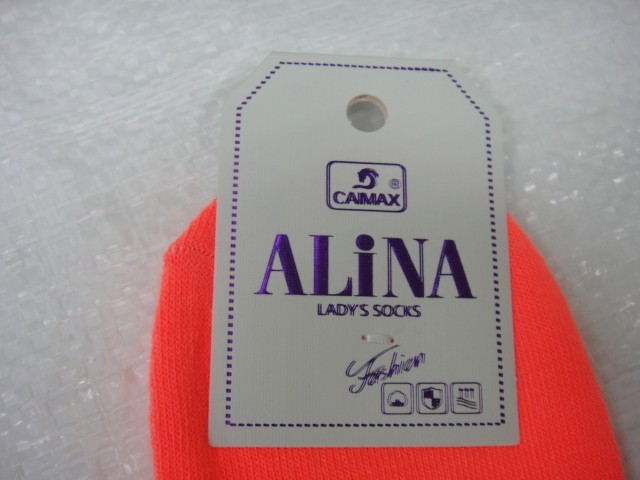 ®
CAIMAX
ALiNA
LADY'S SOCKS
Fashion